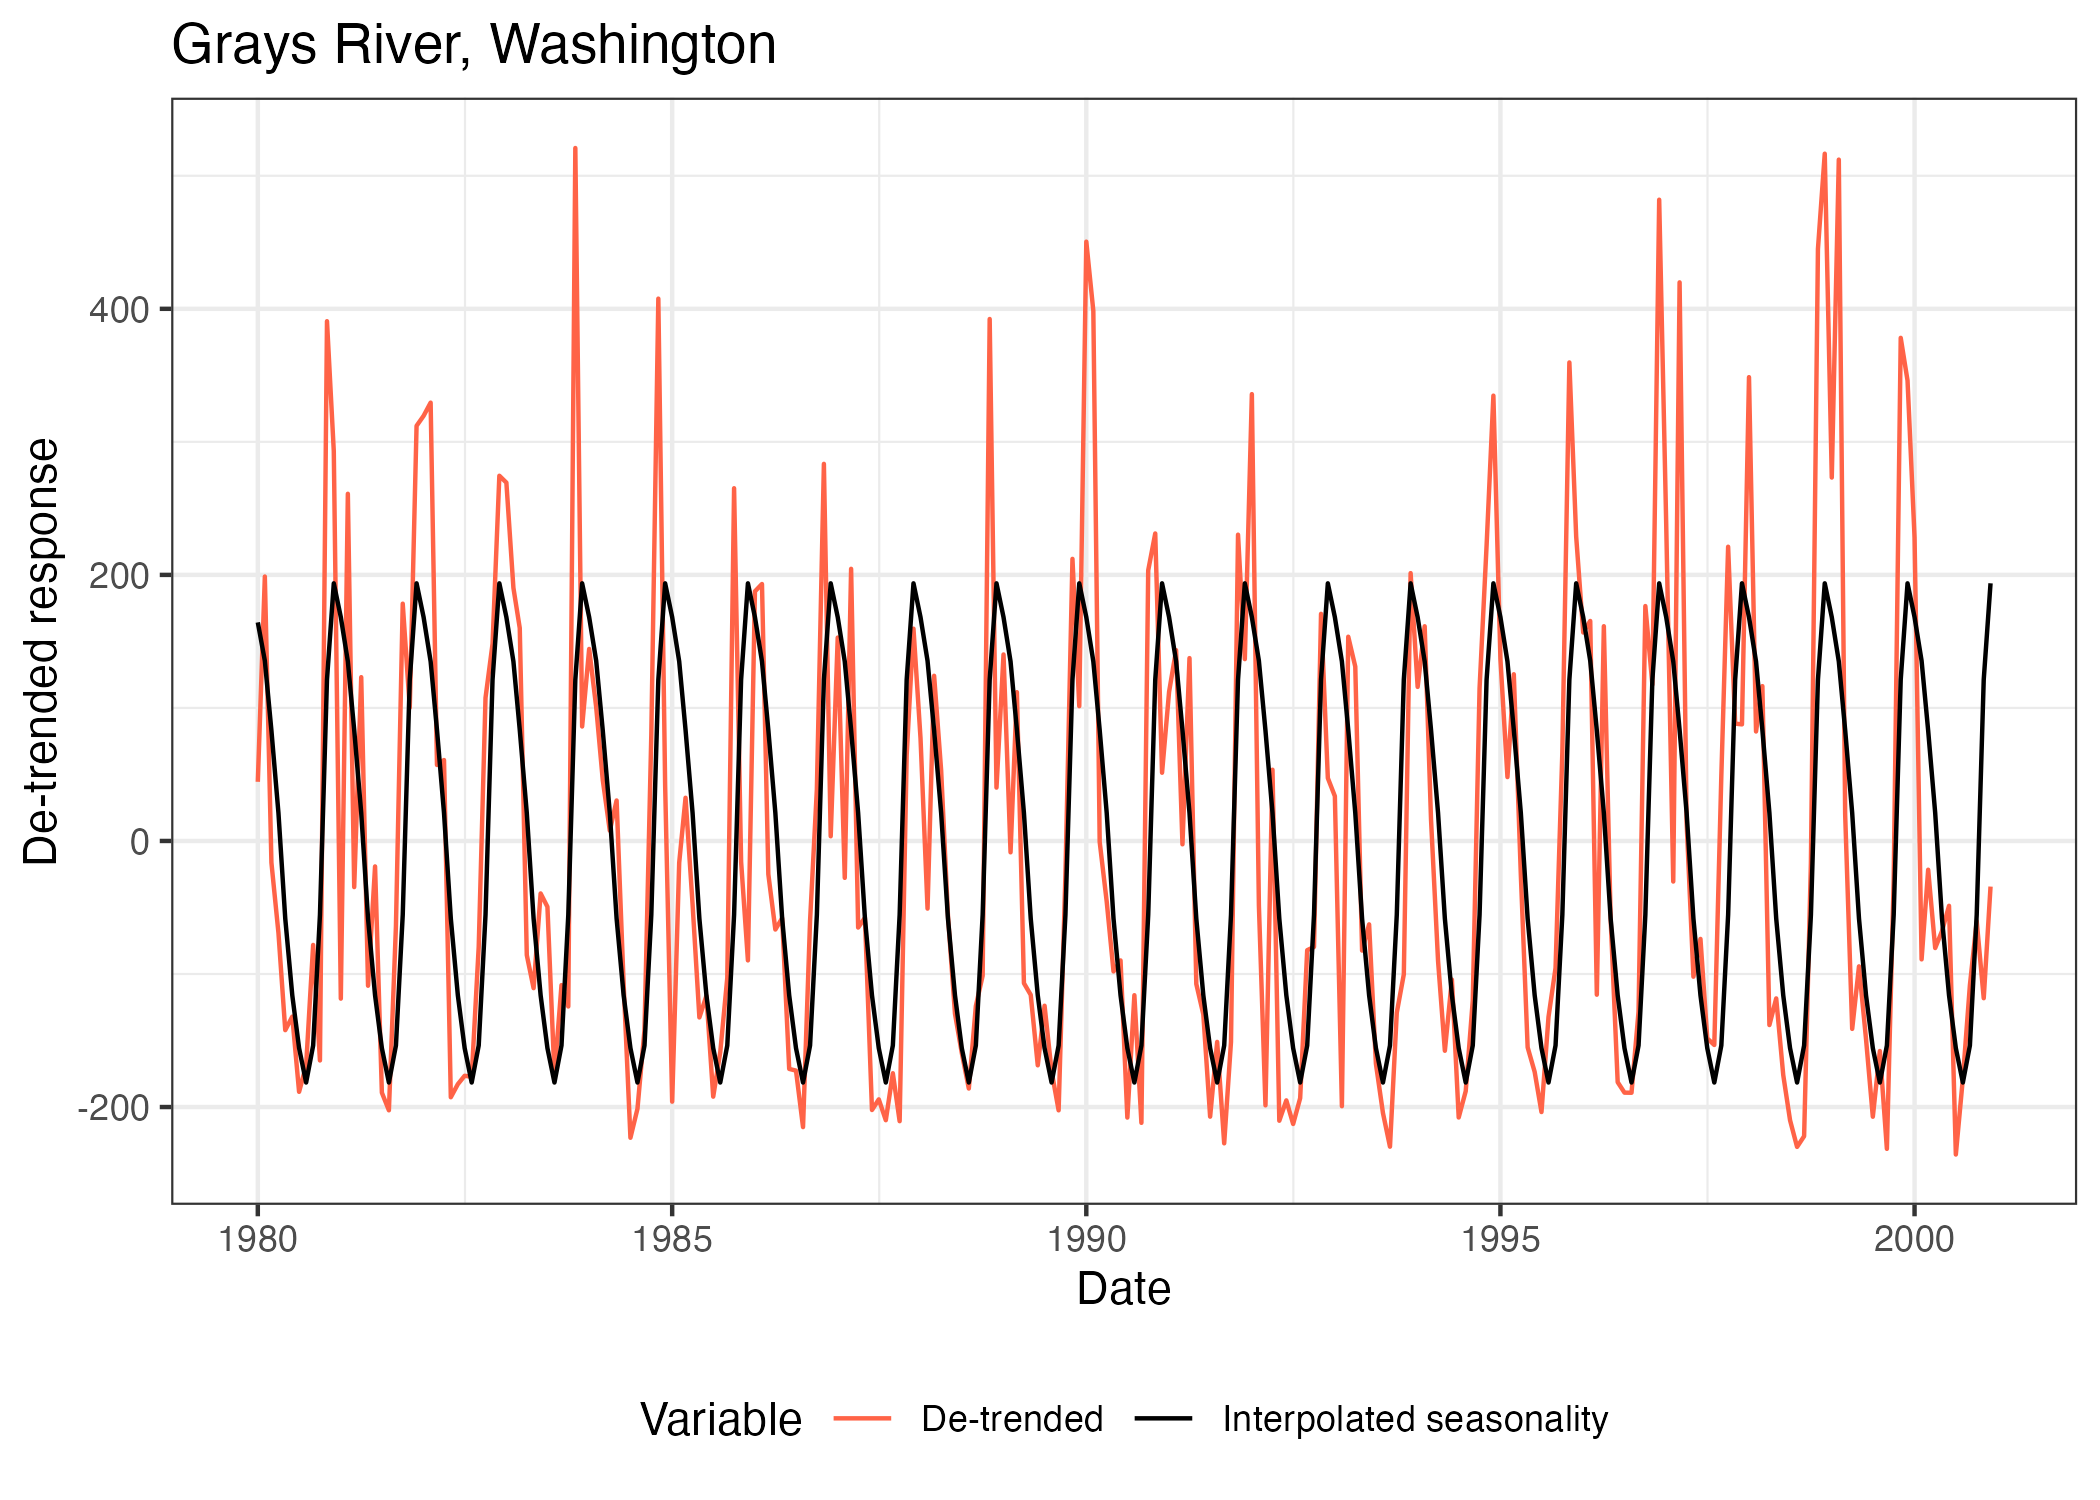 Grays River, Washington
De-trended response
400
200
0
-200
1980 1985 1990 1995 2000
Date
Variable De-trended Interpolated seasonality